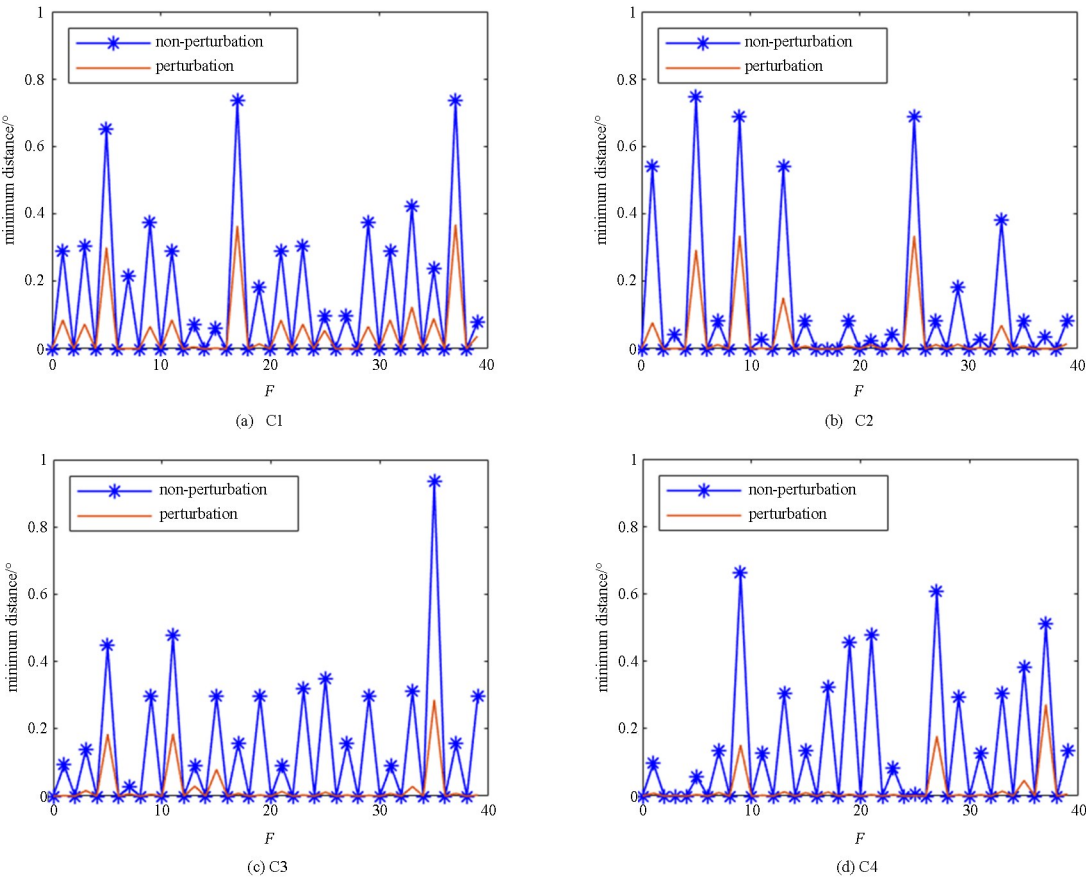 1
0.8
0.6
0.4
0.2
0
minimum distance/°
non-perturbation
perturbation
0 10 20 30 40
F
(a) C1
1
0.8
0.6
0.4
0.2
0
minimum distance/°
non-perturbation
perturbation
0 10 20 30 40
F
(b) C2
1
0.8
0.6
0.4
0.2
0
minimum distance/°
non-perturbation
perturbation
0 10 20 30 40
F
(c) C3
1
0.8
0.6
0.4
0.2
0
minimum distance/°
non-perturbation
perturbation
0 10 20 30 40
F
(d) C4